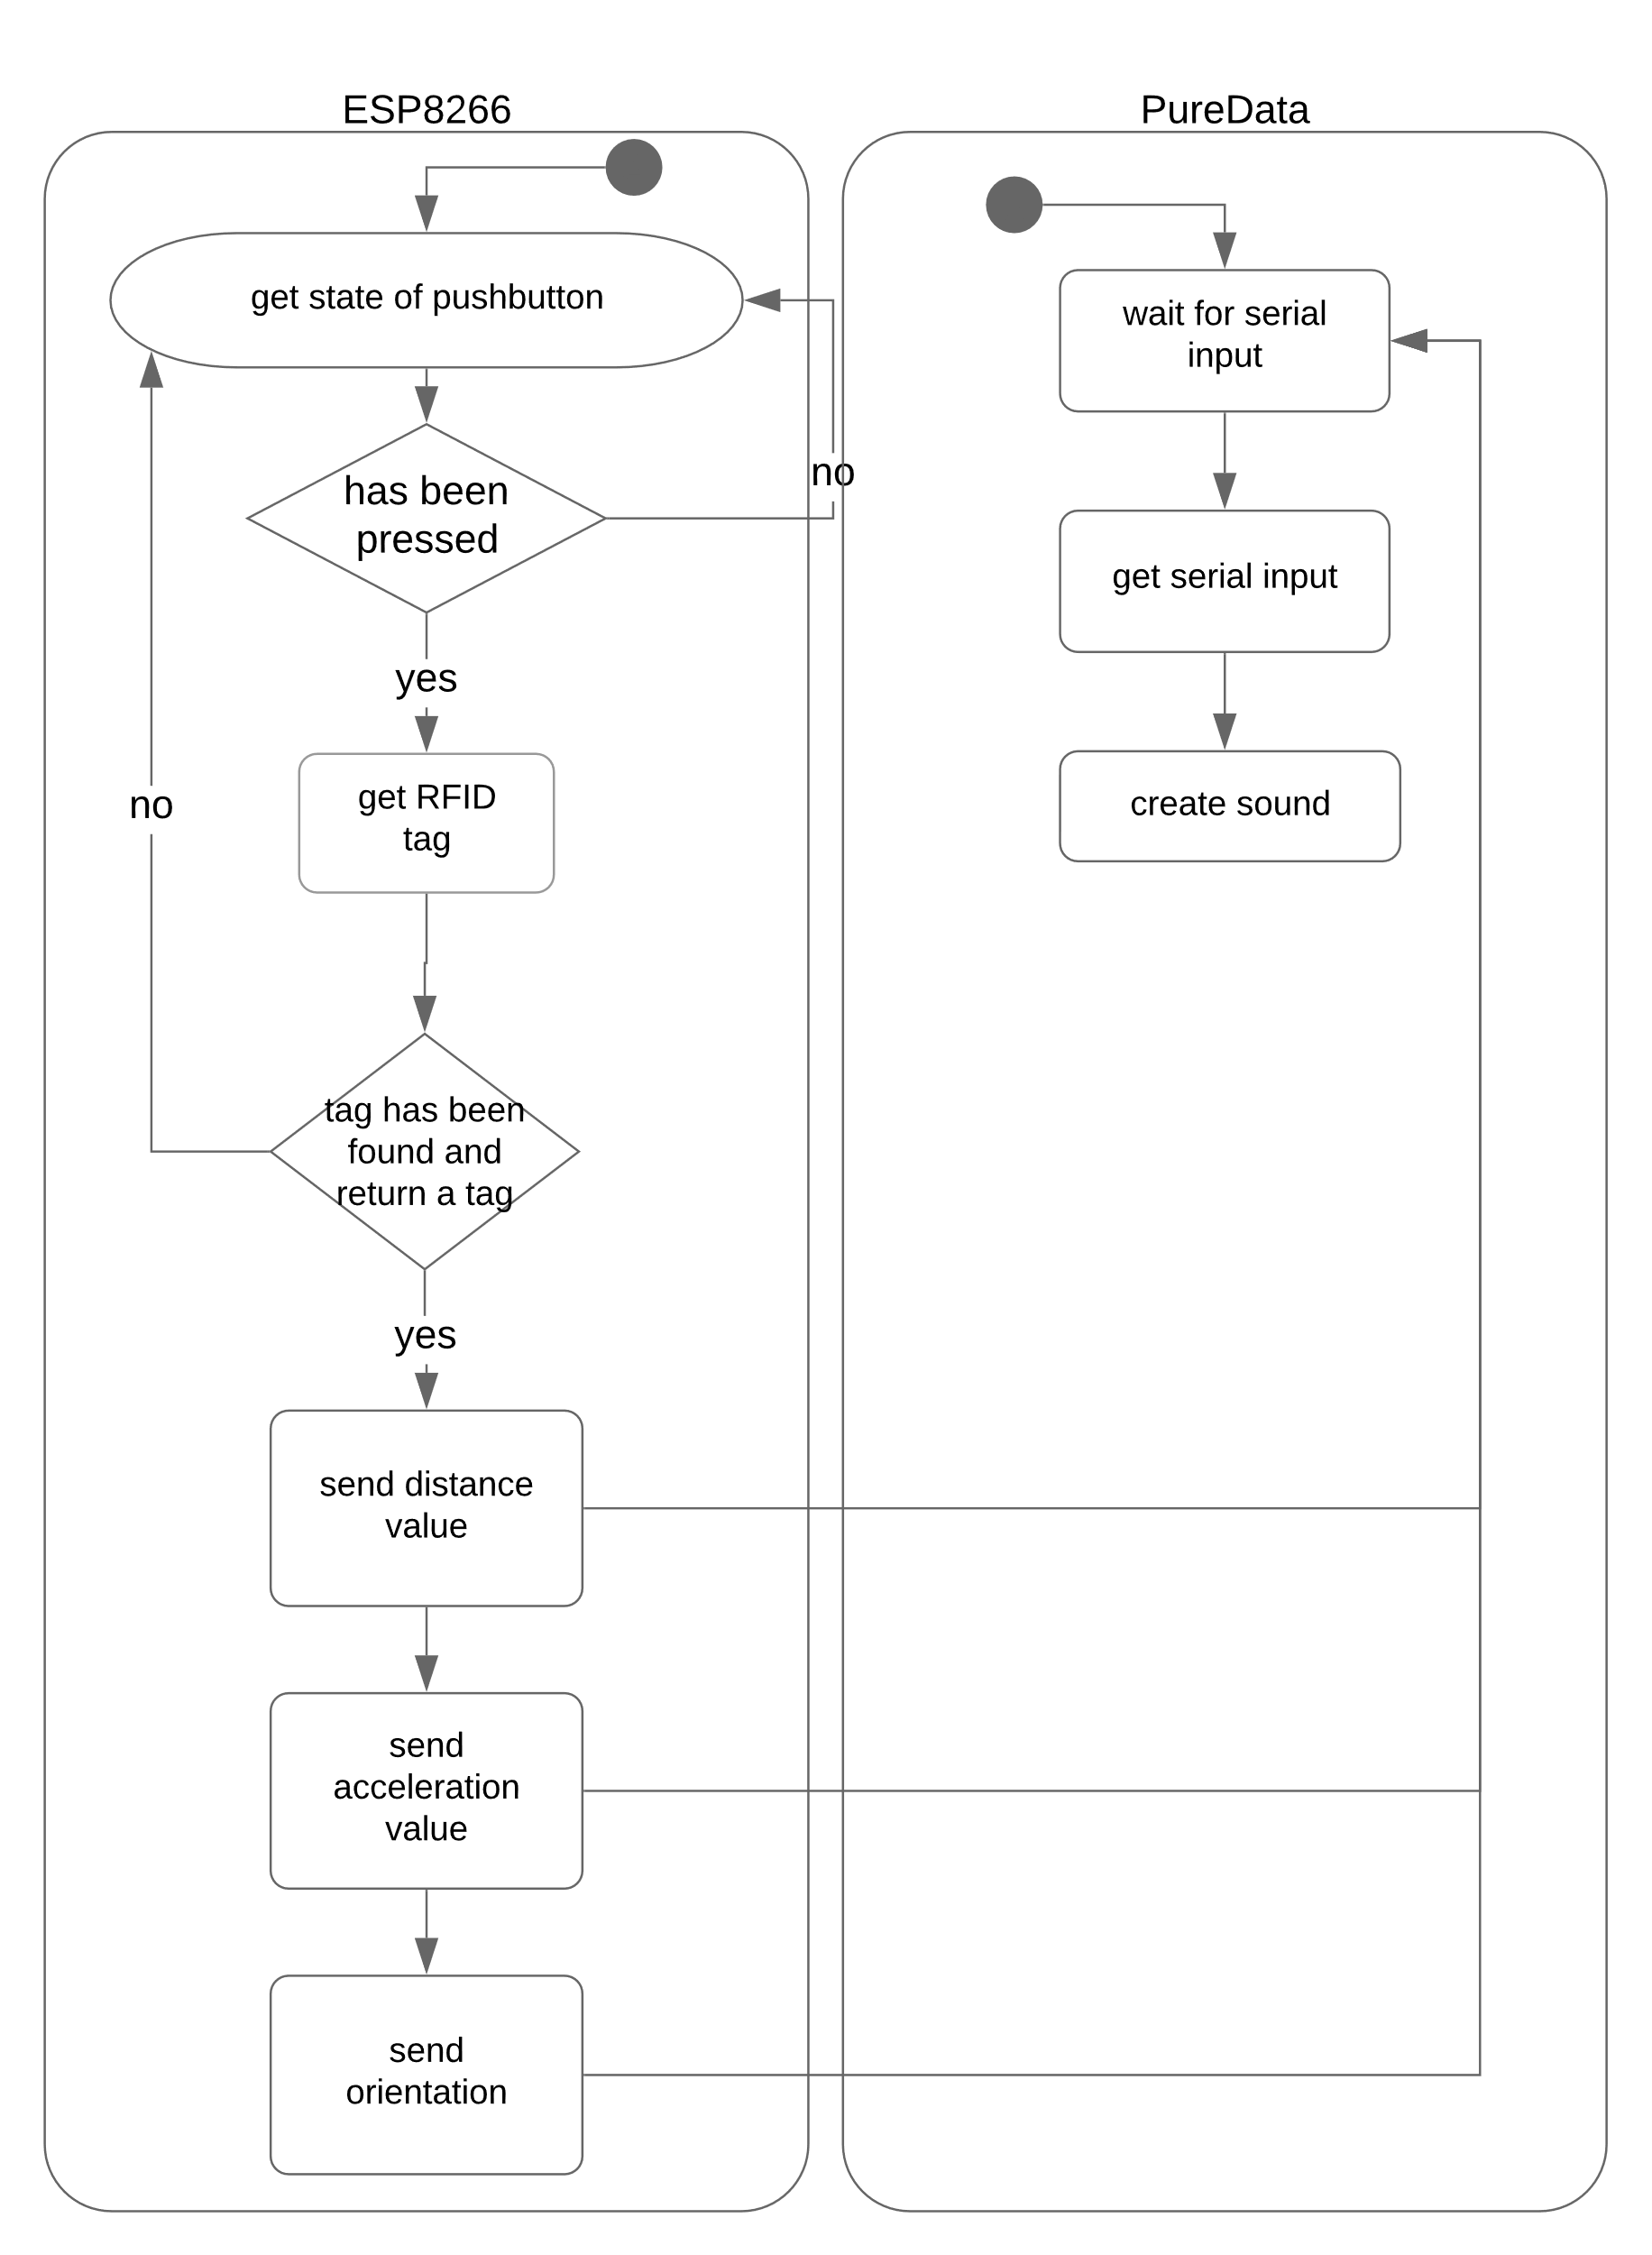 ESP8266
get state of pushbutton
has been
pressed
no
yes
get RFID
tag
no
tag has been
found and
return a tag
yes
send distance
value
send
acceleration
value
send
orientation
PureData
wait for serial
input
get serial input
create sound